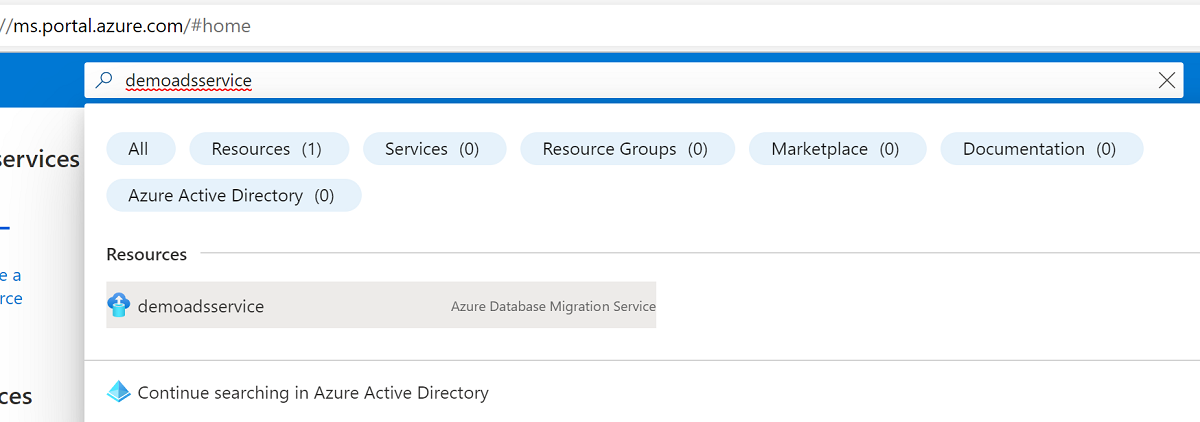 //ms.portal.azure.com/#home
demoadsservice
services
All Resources (1) Services (0) Resource Groups (0) Marketplace (0) Documentation (0)
Azure Active Directory (0)
Resources
e a
rce
demoadsservice Azure Database Migration Service
Continue searching in Azure Active Directory
ces